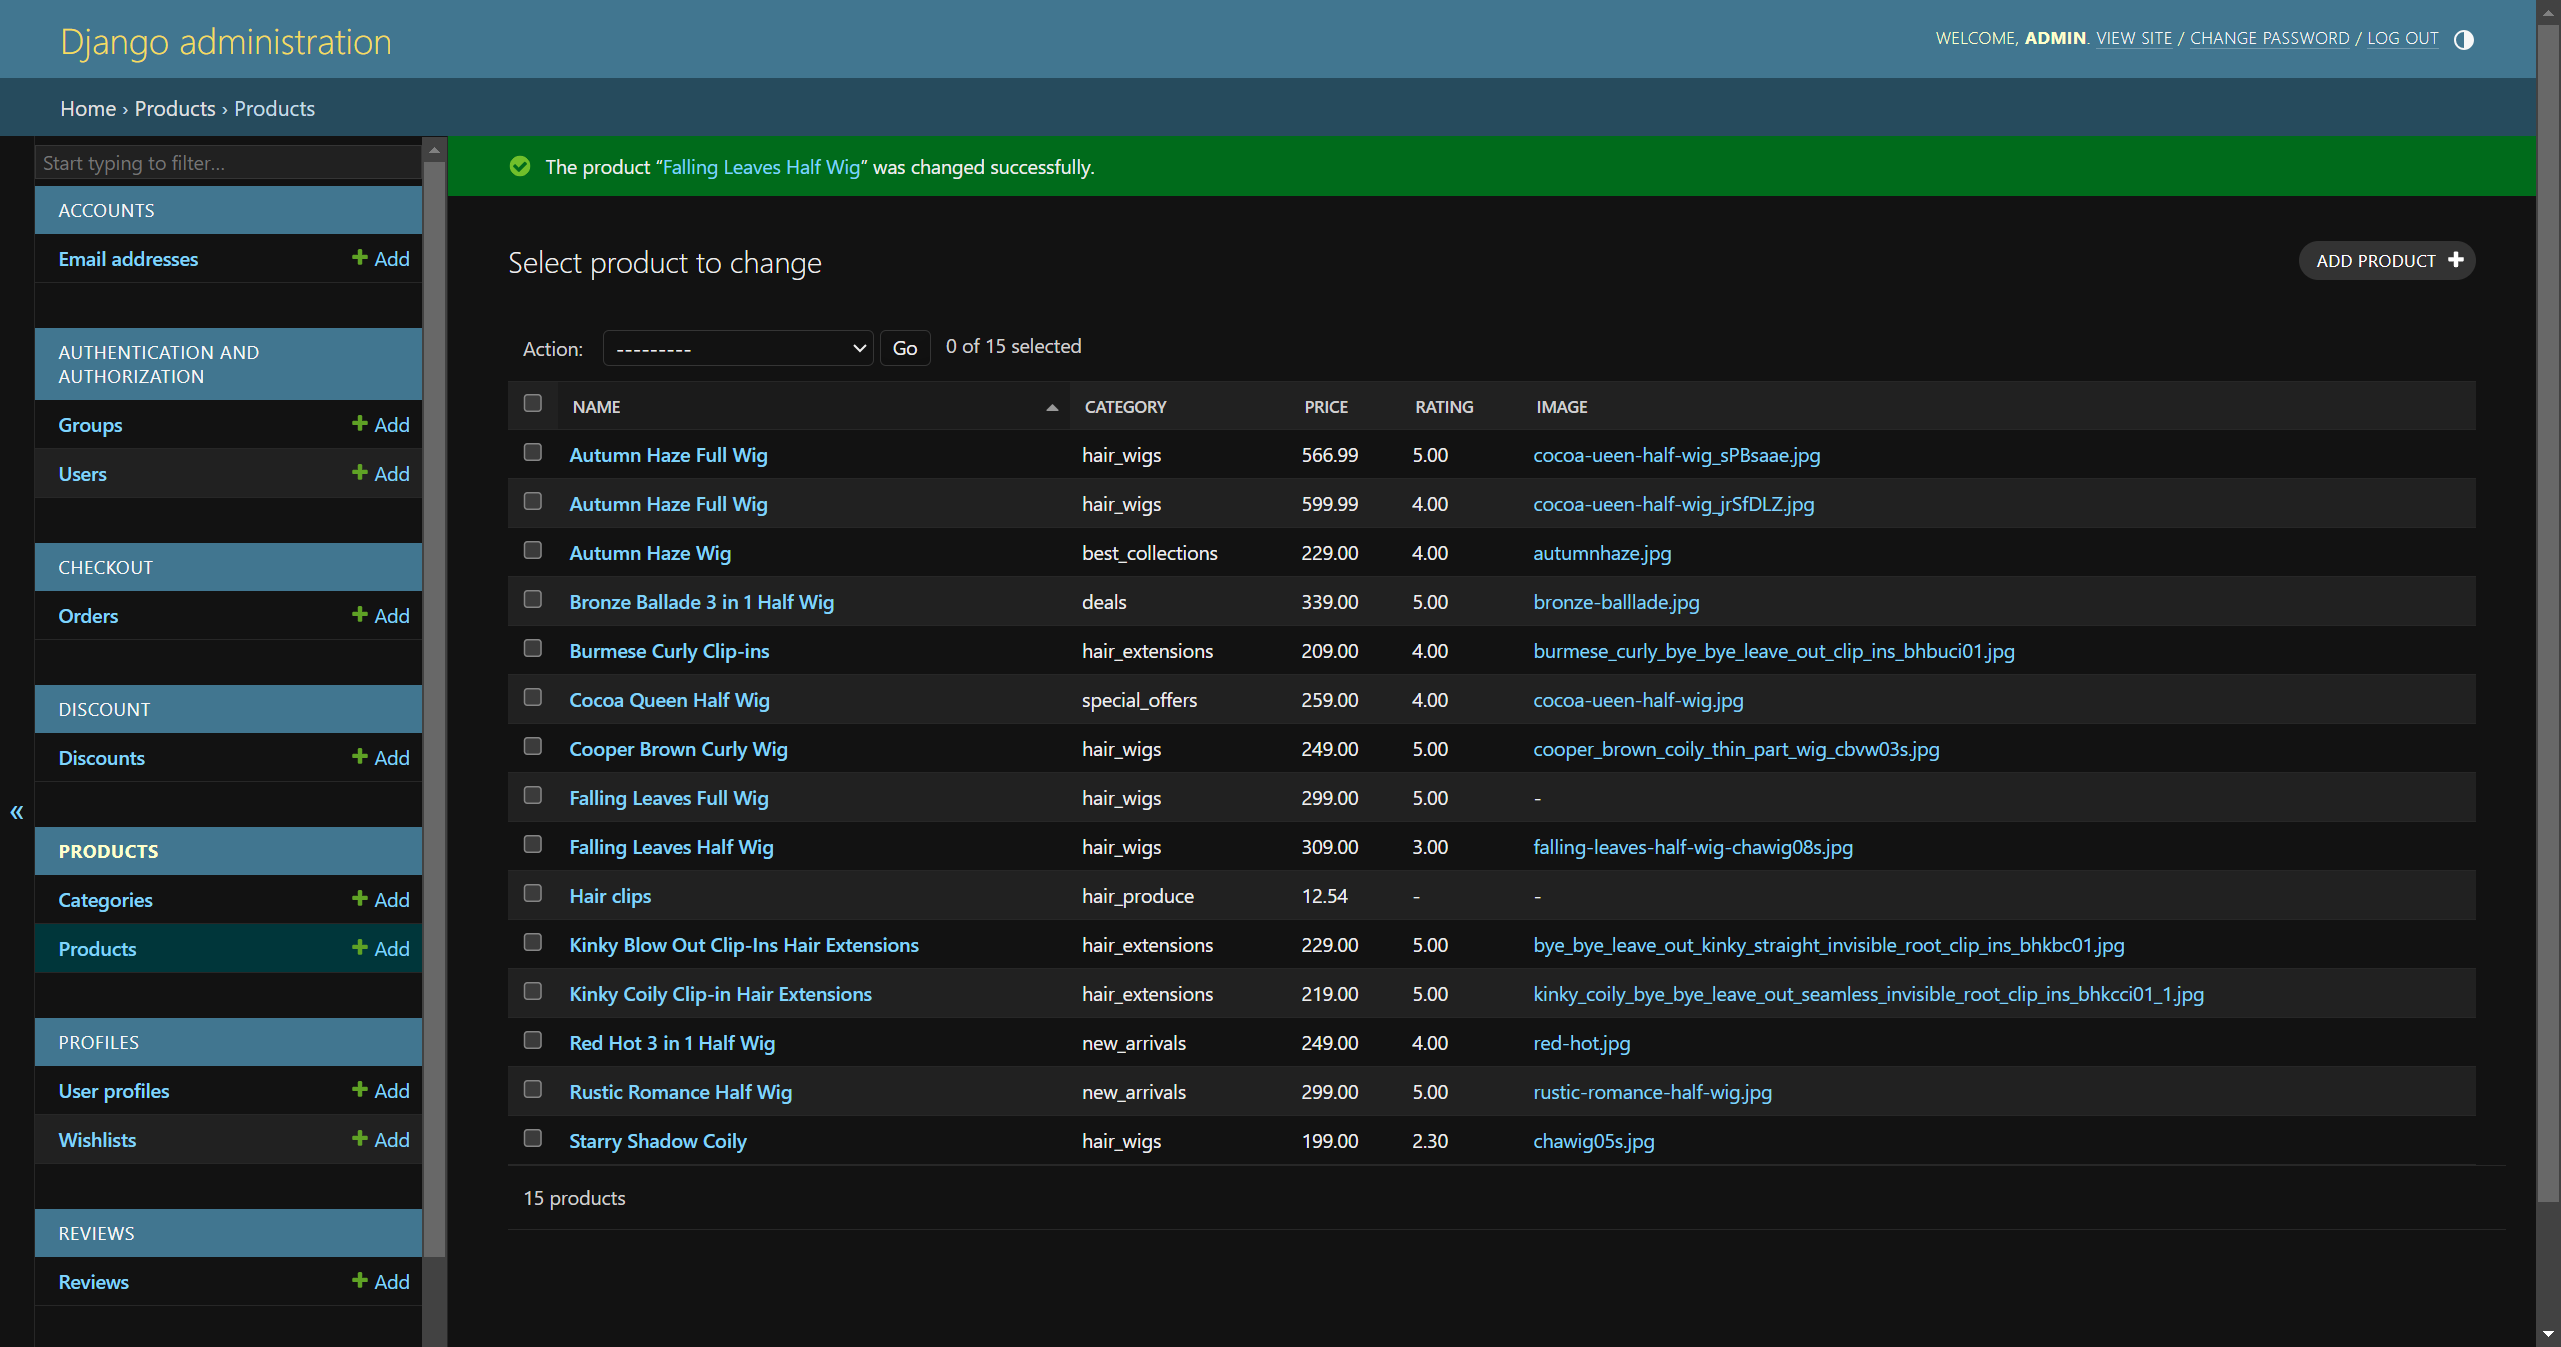 Django administration
WELCOME, ADMIN. VIEW SITE / CHANGE PASSWORD / LOG OUT
Home › Products › Products
Start typing to filter...
ACCOUNTS
Email addresses Add
AUTHENTICATION AND
AUTHORIZATION
Groups Add
Users Add
CHECKOUT
Orders Add
DISCOUNT
Discounts Add
«
PRODUCTS
Categories Add
Products Add
PROFILES
User profiles Add
Wishlists Add
REVIEWS
Reviews Add
The product “Falling Leaves Half Wig” was changed successfully.
Select product to change
ADD PRODUCT
Action: --------- Go 0 of 15 selected
NAME CATEGORY PRICE RATING IMAGE
Autumn Haze Full Wig hair_wigs 566.99 5.00 cocoa-ueen-half-wig_sPBsaae.jpg
Autumn Haze Full Wig hair_wigs 599.99 4.00 cocoa-ueen-half-wig_jrSfDLZ.jpg
Autumn Haze Wig best_collections 229.00 4.00 autumnhaze.jpg
Bronze Ballade 3 in 1 Half Wig deals 339.00 5.00 bronze-balllade.jpg
Burmese Curly Clip-ins hair_extensions 209.00 4.00 burmese_curly_bye_bye_leave_out_clip_ins_bhbuci01.jpg
Cocoa Queen Half Wig special_offers 259.00 4.00 cocoa-ueen-half-wig.jpg
Cooper Brown Curly Wig hair_wigs 249.00 5.00 cooper_brown_coily_thin_part_wig_cbvw03s.jpg
Falling Leaves Full Wig hair_wigs 299.00 5.00 -
Falling Leaves Half Wig hair_wigs 309.00 3.00 falling-leaves-half-wig-chawig08s.jpg
Hair clips hair_produce 12.54 - -
Kinky Blow Out Clip-Ins Hair Extensions hair_extensions 229.00 5.00 bye_bye_leave_out_kinky_straight_invisible_root_clip_ins_bhkbc01.jpg
Kinky Coily Clip-in Hair Extensions hair_extensions 219.00 5.00 kinky_coily_bye_bye_leave_out_seamless_invisible_root_clip_ins_bhkcci01_1.jpg
Red Hot 3 in 1 Half Wig new_arrivals 249.00 4.00 red-hot.jpg
Rustic Romance Half Wig new_arrivals 299.00 5.00 rustic-romance-half-wig.jpg
Starry Shadow Coily hair_wigs 199.00 2.30 chawig05s.jpg
15 products